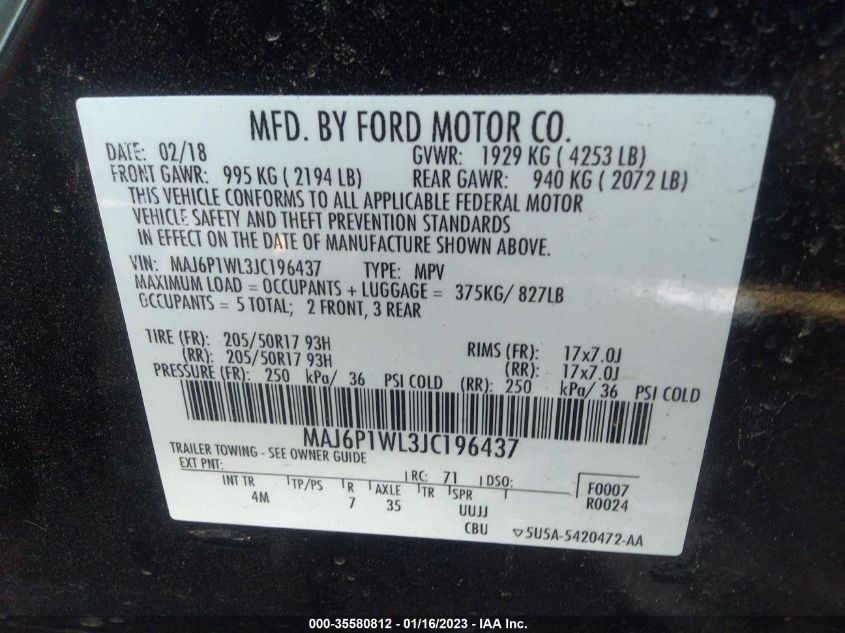 MFD. BY FORD MOTOR CO.
DATE: 02/18 GVWR: 1929 KG ( 4253 LB)
FRONT GAWR: 995 KG ( 2194 LB) REAR GAWR: 940 KG ( 2072 LB)
THIS VEHICLE CONFORMS TO ALL APPLICABLE FEDERAL MOTOR
VEHICLE SAFETY AND THEFT PREVENTION STANDARDS
IN EFFECT ON THE DATE OF MANUFACTURE SHOWN ABOVE.
VIN: MAJ6P1WL3JC196437 TYPE: MPV
MAXIMUM LOAD = OCCUPANTS + LUGGAGE = 375KG/ 827LB
OCCUPANTS = 5 TOTAL; 2 FRONT, 3 REAR
TIRE (FR): 205/50R17 93H RIMS (FR): 17x7.0J
(RR): 205/50R17 93H (RR): 17x7.0J
PRESSURE (FR): 250 kPa/ 36 PSI COLD (RR): 250 kPa/ 36 PSI COLD
MAJ6P1WL3JC196437
TRAILER TOWING - SEE OWNER GUIDE
EXT PNT: RC: 71 DSO:
INT TR TP/PS R AXLE TR SPR
4M 7 35 UUJJ
CBU
F0007
R0024
5U5A-5420472-AA
000-35580812 - 01/16/2023 - IAA Inc.